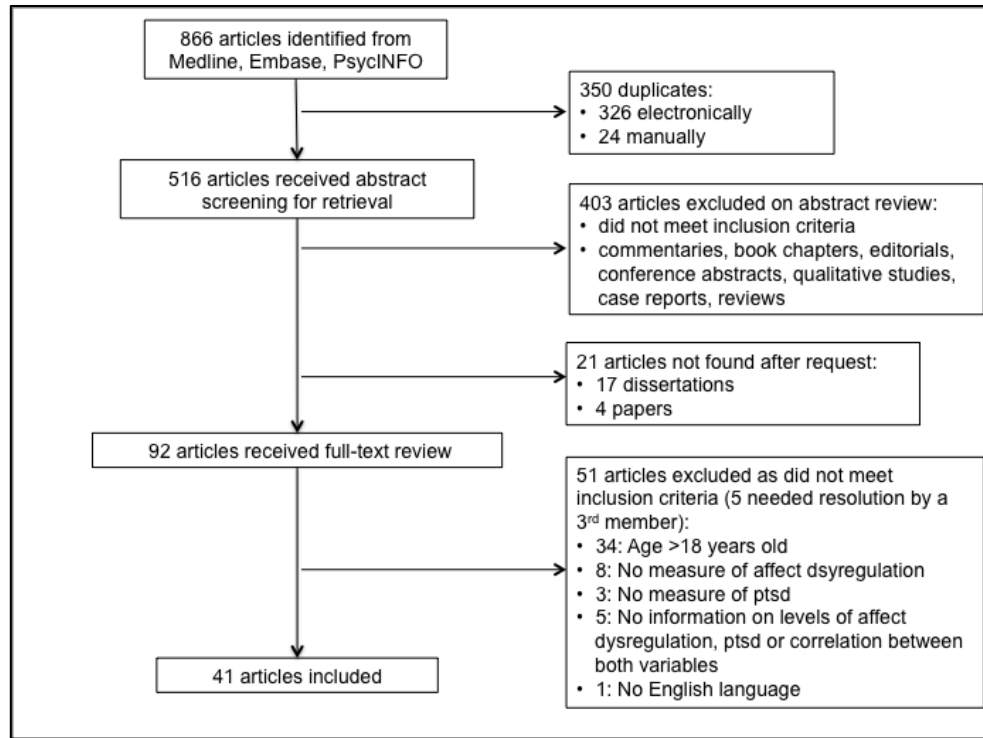 866 articles identified from
Medline, Embase, PsycINFO
350 duplicates:
• 326 electronically
• 24 manually
516 articles received abstract
screening for retrieval
403 articles excluded on abstract review:
• did not meet inclusion criteria
• commentaries, book chapters, editorials,
conference abstracts, qualitative studies,
case reports, reviews
21 articles not found after request:
• 17 dissertations
• 4 papers
92 articles received full-text review
51 articles excluded as did not meet
inclusion criteria (5 needed resolution by a
3rd member):
• 34: Age >18 years old
• 8: No measure of affect dsyregulation
• 3: No measure of ptsd
• 5: No information on levels of affect
dysregulation, ptsd or correlation between
both variables
• 1: No English language
41 articles included